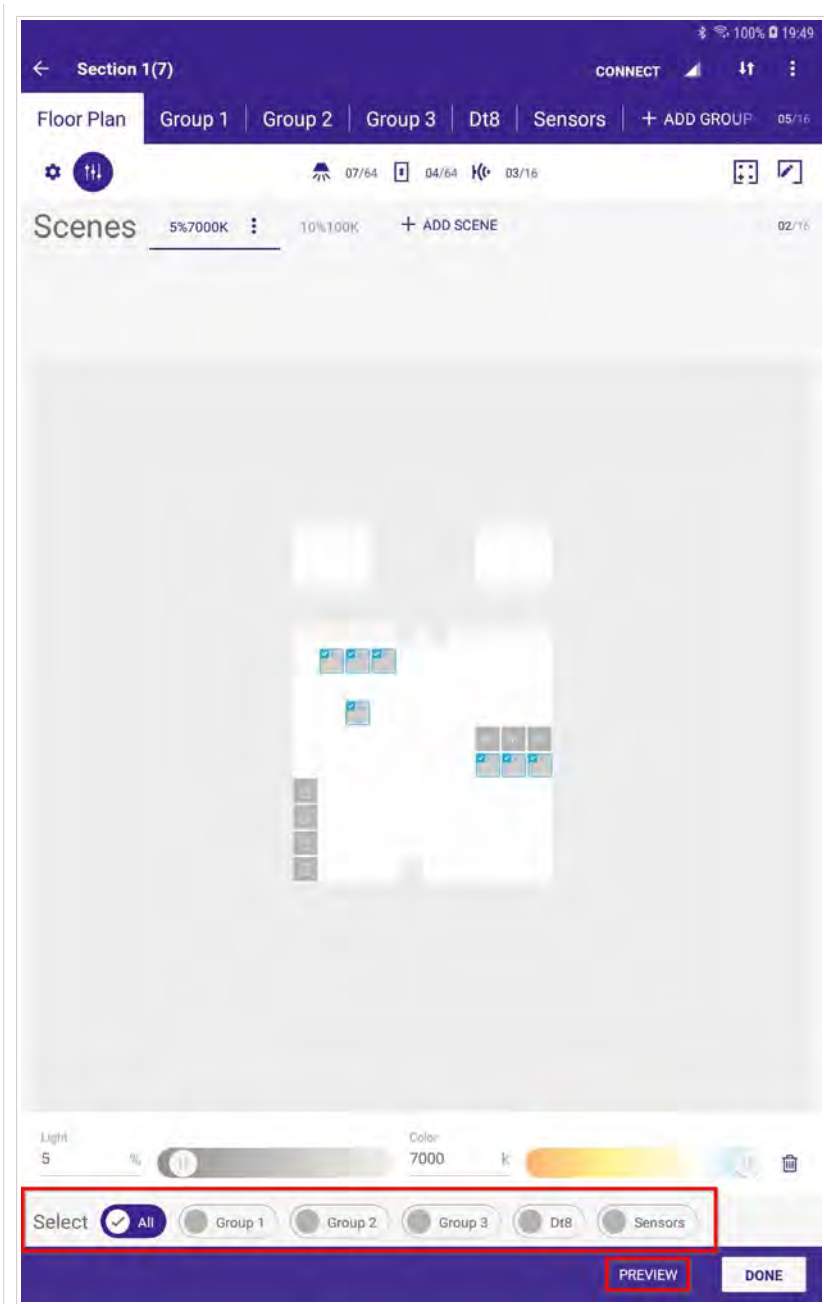 100% 19:49
Section 1(7) CONNECT
Floor Plan Group 1 Group 2 Group 3 Dt8 Sensors + ADD GROUP 05/16
07/64 04/64 03/16
Scenes 5%7000K 10%100K + ADD SCENE 02/16
Light Color
5 % 7000 k
Select All Group 1 Group 2 Group 3 Dt8 Sensors
PREVIEW DONE